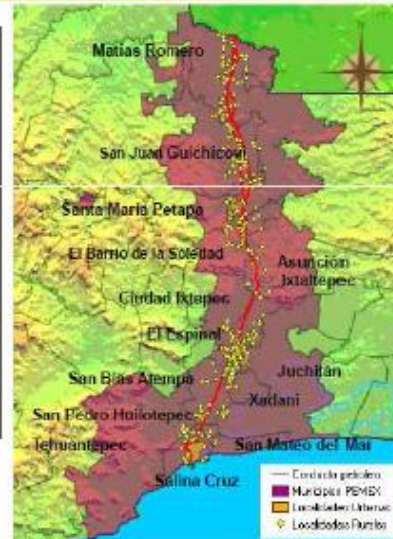 Matías Romero
San Juan Guichicovi
Santa María Petapa
El Barrio de la Soledad
Asunción
Ixtaltepec
Ciudad Ixtepec
El Espinal
Juchitán
San Blas Atempa
Xadani
San Pedro Huilotepec
Tehuantepec
San Mateo del Mar
Salina Cruz
Conducto petrolero
Municipios PEMEX
Localidades Urbanas
Localidades Rurales